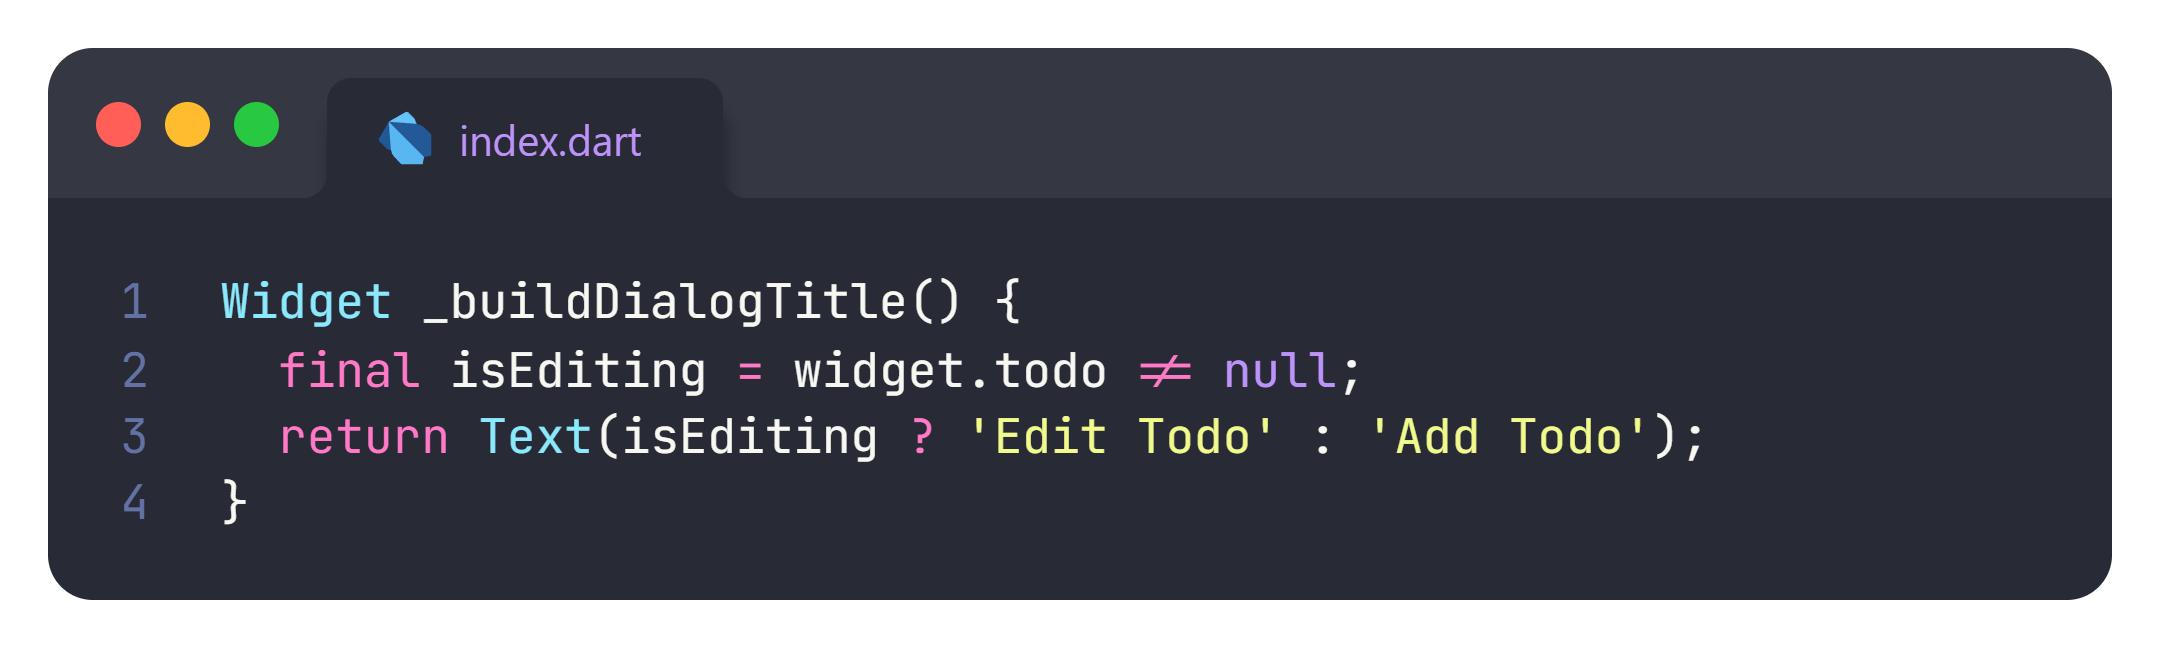 index.dart
1 Widget _buildDialogTitle() {
2   final isEditing = widget.todo != null;
3   return Text(isEditing ? 'Edit Todo' : 'Add Todo');
4 }